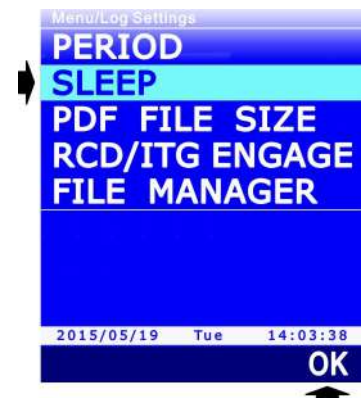 Menu/Log Settings
PERIOD
SLEEP
PDF FILE SIZE
RCD/ITG ENGAGE
FILE MANAGER
2015/05/19 Tue 14:03:38
OK